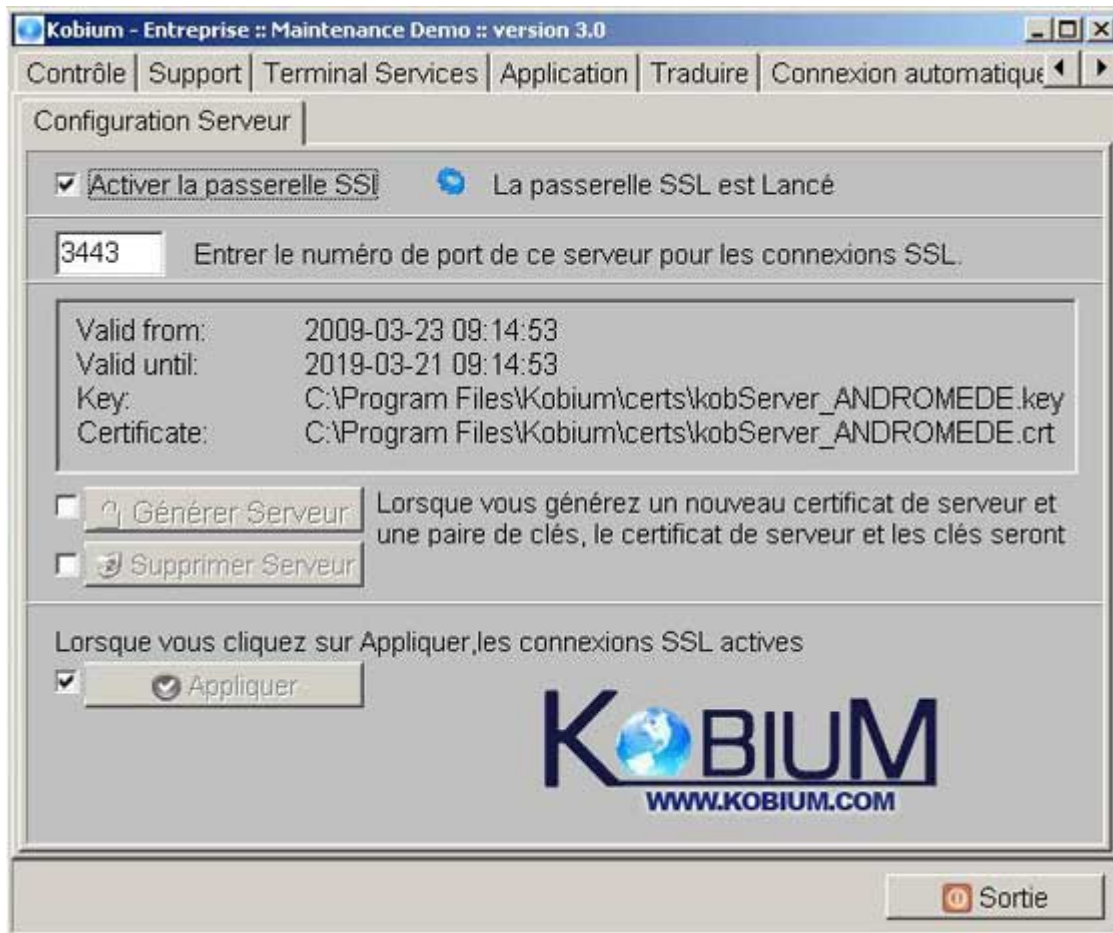 Kobium - Entreprise :: Maintenance Demo :: version 3.0
Contrôle Support Terminal Services Application Traduire Connexion automatique
Configuration Serveur
Activer la passerelle SSl La passerelle SSL est Lancé
3443 Entrer le numéro de port de ce serveur pour les connexions SSL.
Valid from: 2009-03-23 09:14:53
Valid until: 2019-03-21 09:14:53
Key: C:\Program Files\Kobium\certs\kobServer_ANDROMEDE.key
Certificate: C:\Program Files\Kobium\certs\kobServer_ANDROMEDE.crt
Générer Serveur
Lorsque vous générez un nouveau certificat de serveur et
une paire de clés, le certificat de serveur et les clés seront
Supprimer Serveur
Lorsque vous cliquez sur Appliquer,les connexions SSL actives
Appliquer
KOBIUM
WWW.KOBIUM.COM
Sortie